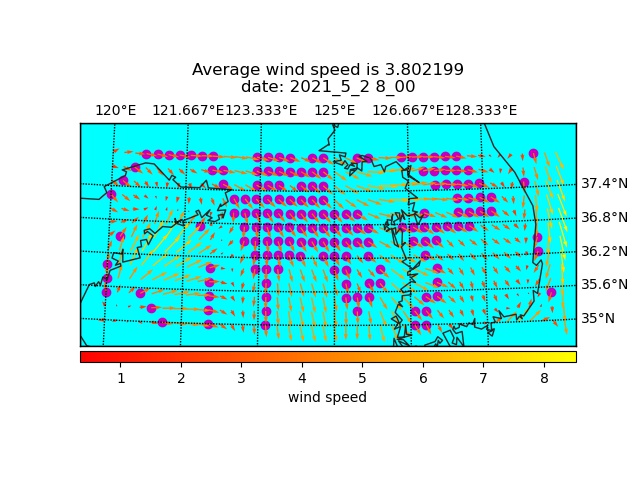 Average wind speed is 3.802199
date: 2021_5_2 8_00
120°E 121.667°E 123.333°E 125°E 126.667°E 128.333°E
37.4°N
36.8°N
36.2°N
35.6°N
35°N
1 2 3 4 5 6 7 8
wind speed